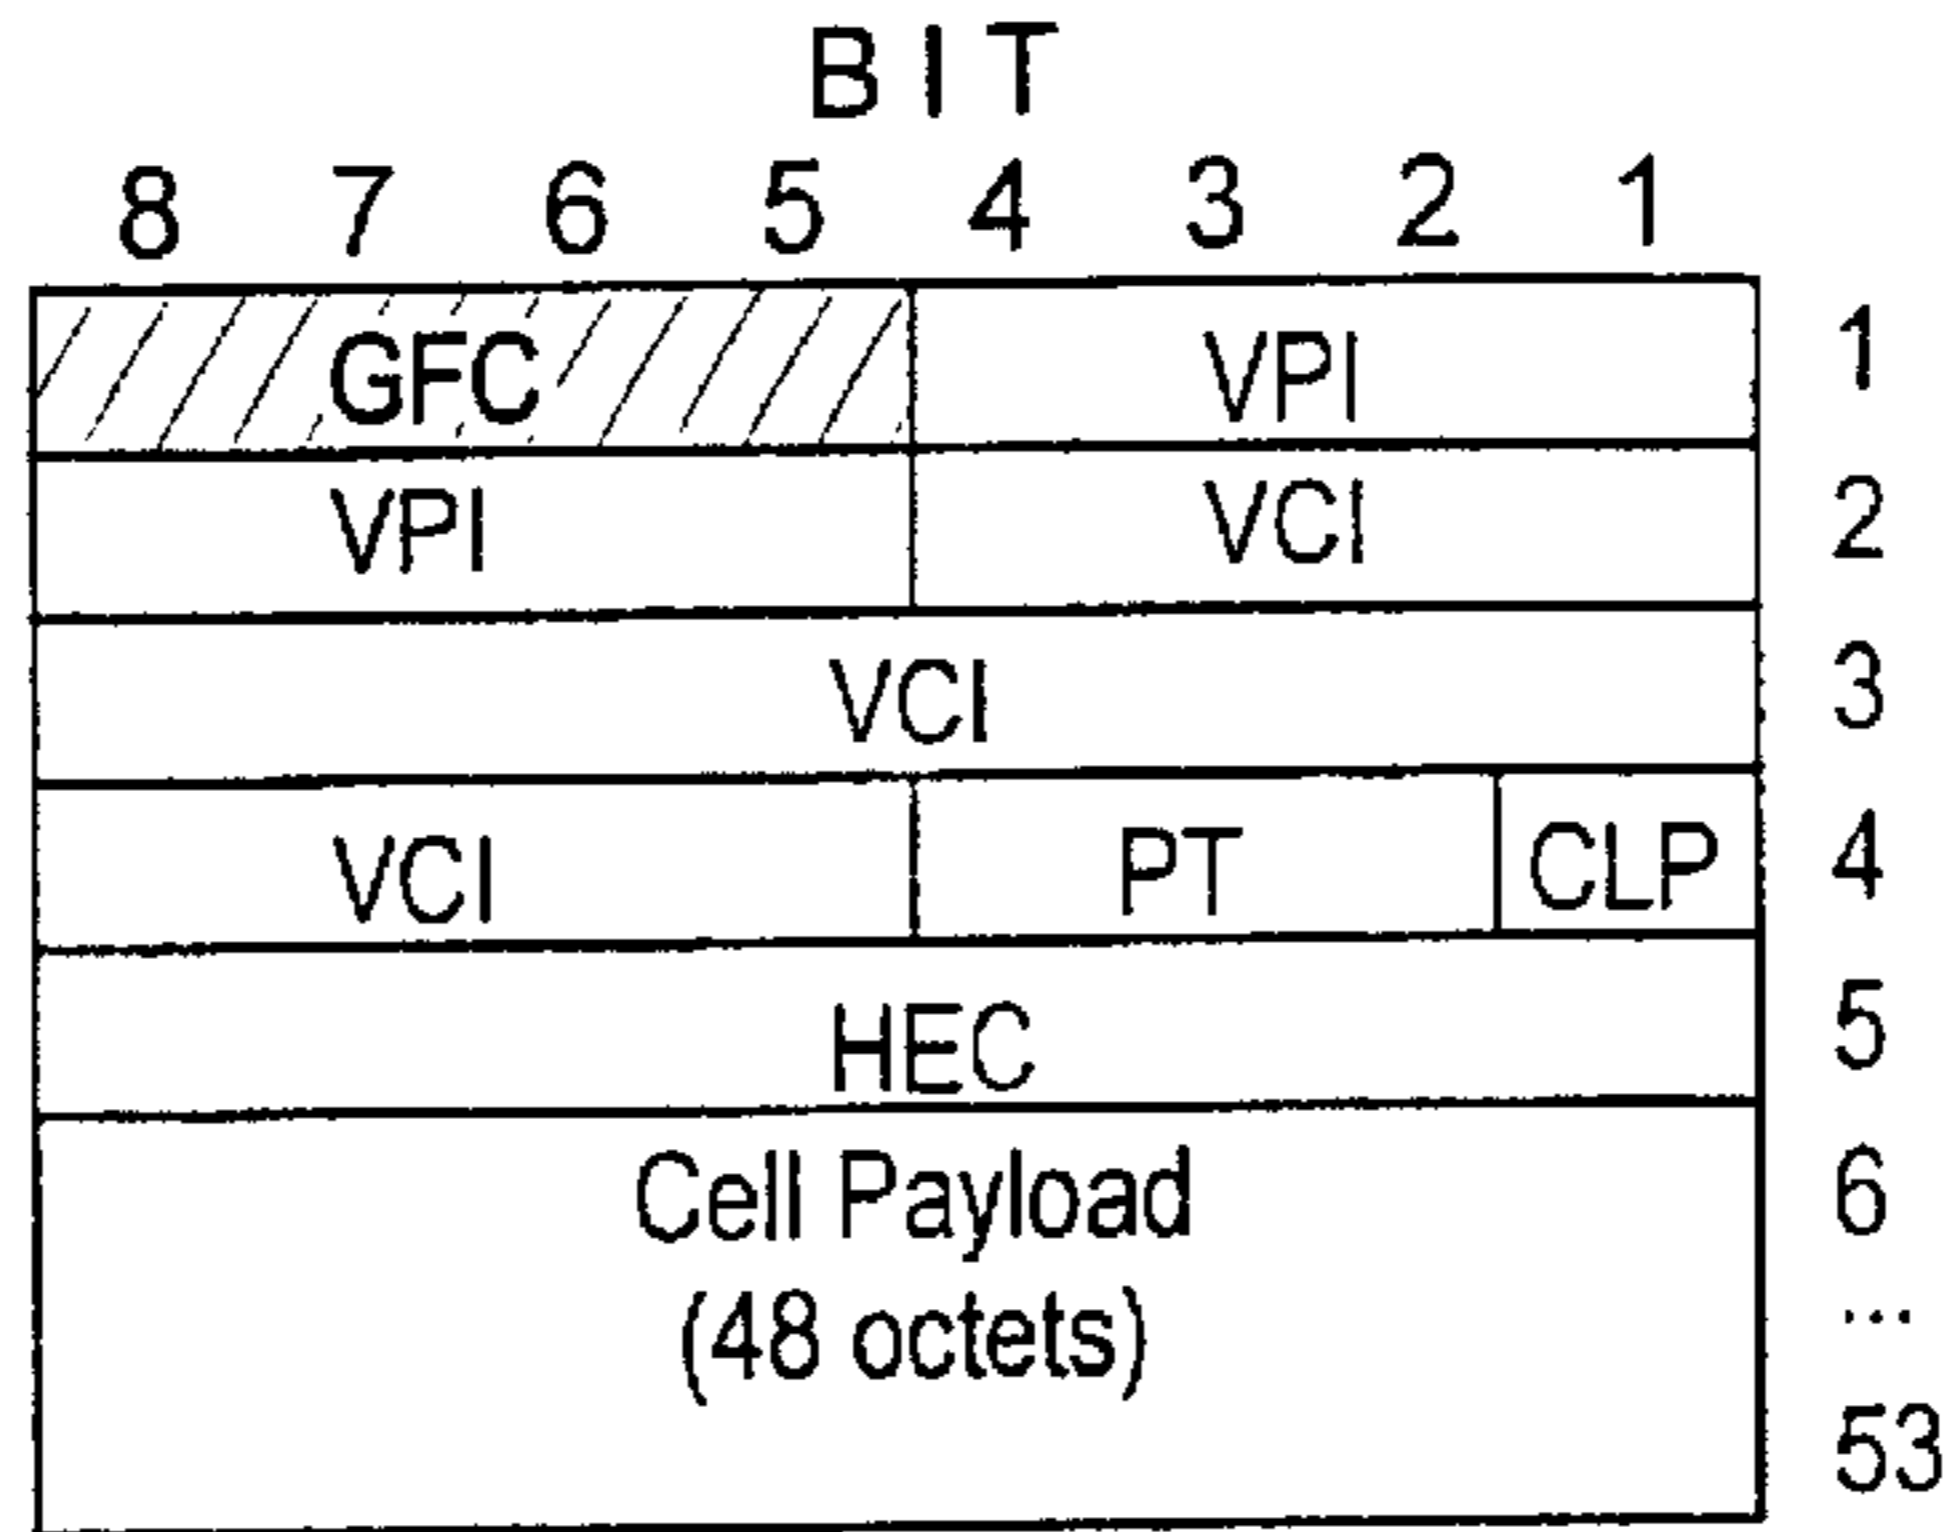 BIT
8 7 6 5 4 3 2 1
GFC VPI 1
VPI VCI 2
VCI 3
VCI PT CLP 4
HEC 5
Cell Payload 6
(48 octets) ...
53